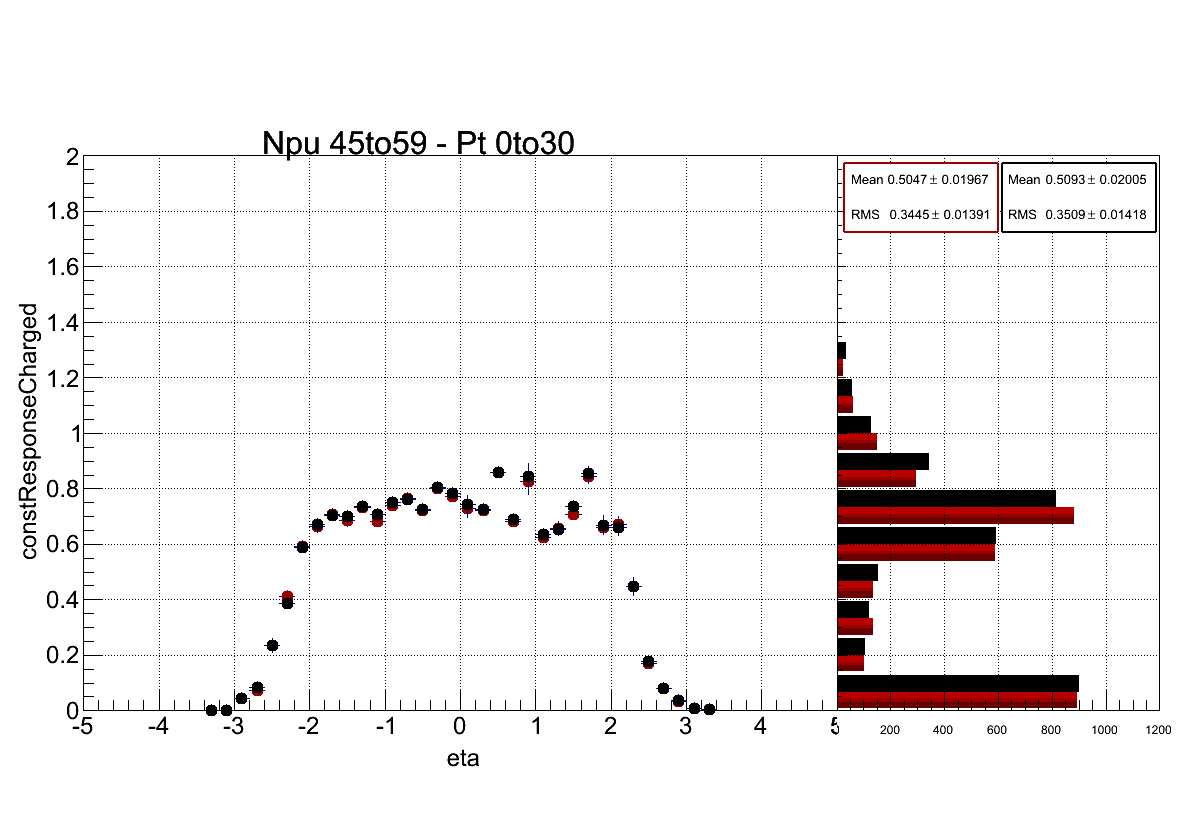 Npu 45to59 - Pt 0to30
constResponseCharged
2
1.8
1.6
1.4
1.2
1
0.8
0.6
0.4
0.2
0
-5 -4 -3 -2 -1 0 1 2 3 4 5
eta
Mean 0.5047 ± 0.01967
RMS 0.3445 ± 0.01391
Mean 0.5093 ± 0.02005
RMS 0.3509 ± 0.01418
200 400 600 800 1000 1200